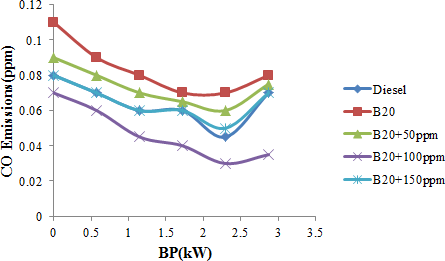 0.12
0.1
0.08
0.06
0.04
0.02
0
CO Emissions(ppm)
0 0.5 1 1.5 2 2.5 3 3.5
BP(kW)
Diesel
B20
B20+50ppm
B20+100ppm
B20+150ppm